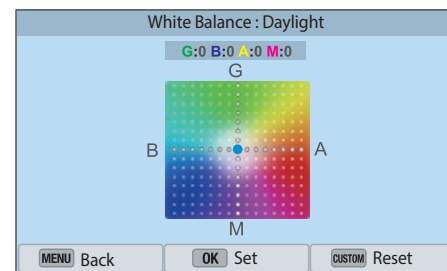 White Balance : Daylight
G:0 B:0 A:0 M:0
G
B A
M
MENU Back OK Set CUSTOM Reset